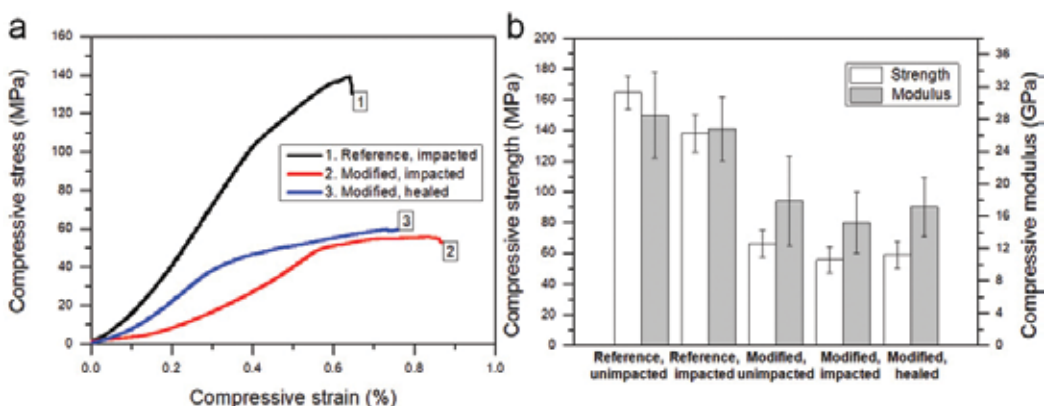 a
Compressive stress (MPa)
160
140
120
100
80
60
40
20
0
0.0 0.2 0.4 0.6 0.8 1.0
Compressive strain (%)
1. Reference, impacted
2. Modified, impacted
3. Modified, healed
1
3
2
b
Compressive strength (MPa)
200
180
160
140
120
100
80
60
40
20
0
Strength
Modulus
Reference, unimpacted
Reference, impacted
Modified, unimpacted
Modified, impacted
Modified, healed
36
32
28
24
20
16
12
8
4
0
Compressive modulus (GPa)